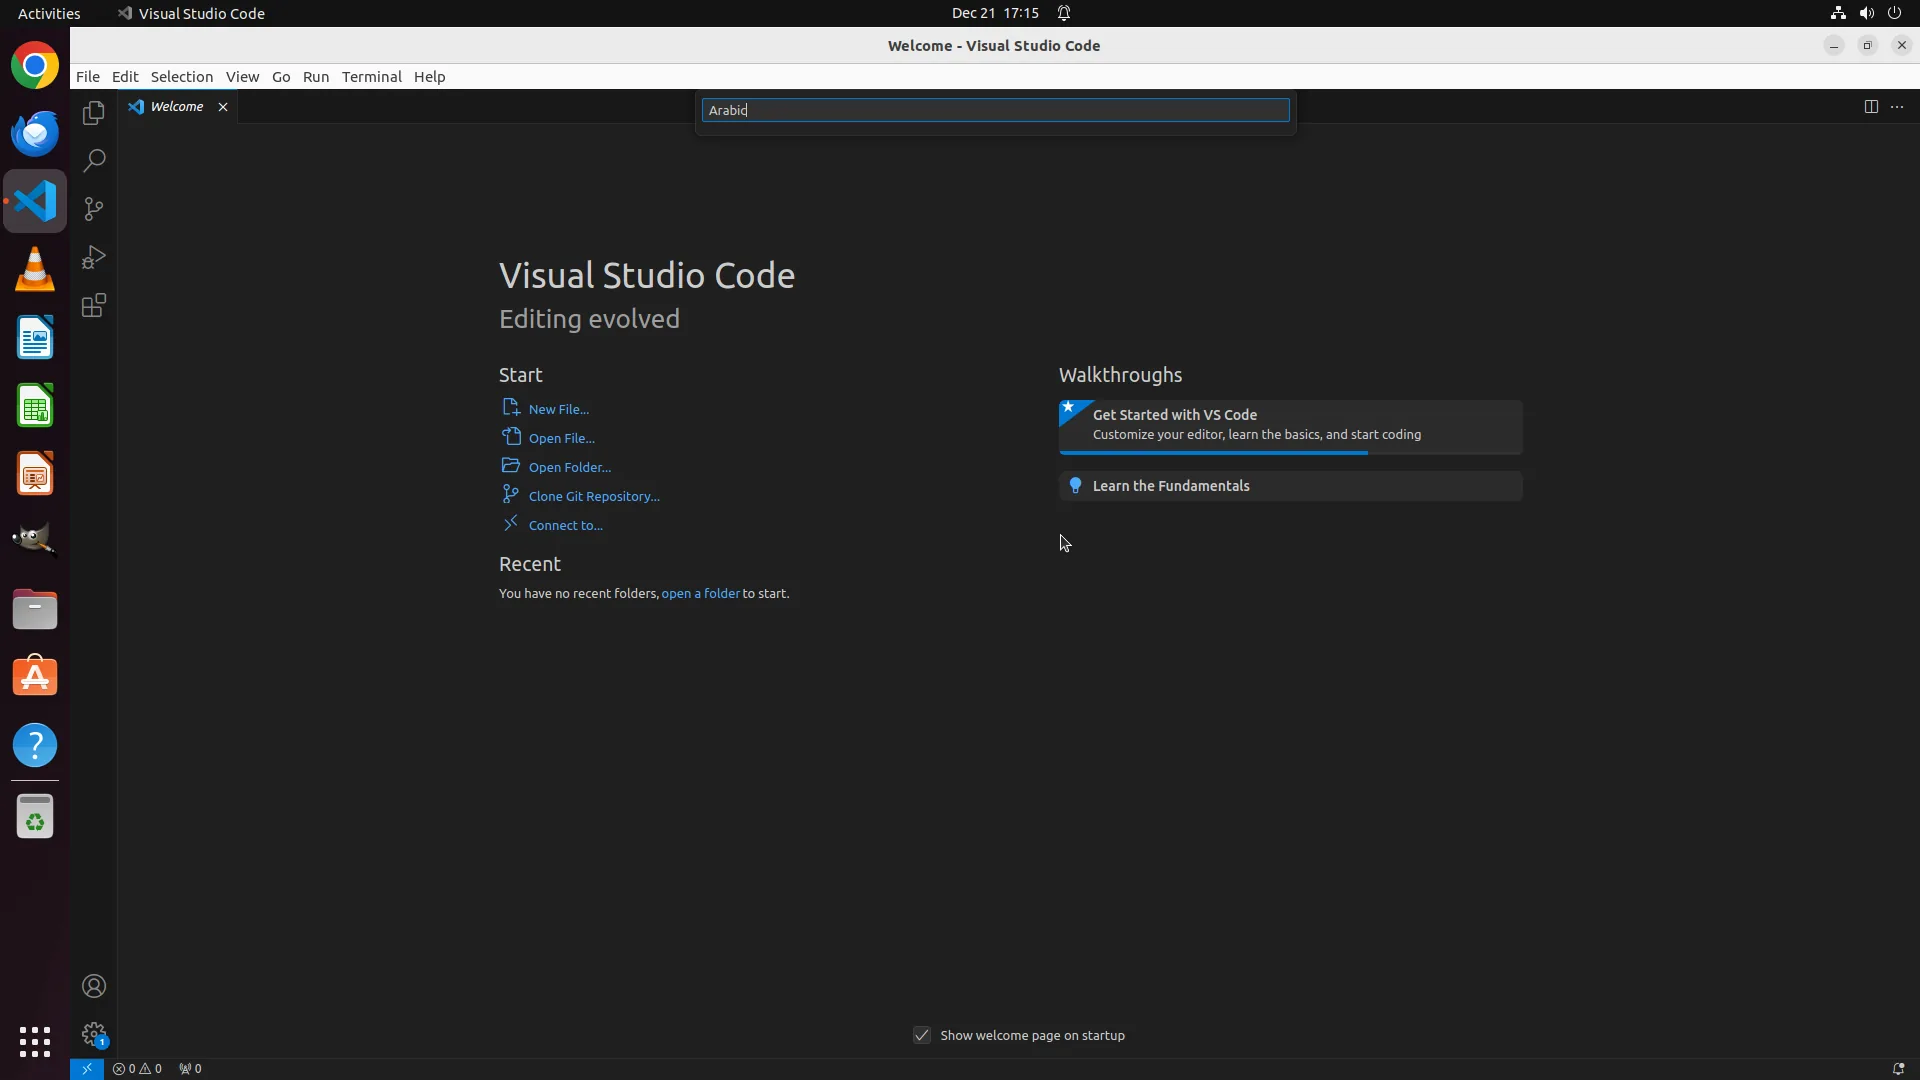 Activities
Visual Studio Code
Dec 21 17:15
Welcome - Visual Studio Code
File Edit Selection View Go Run Terminal Help
Welcome
Arabic
Visual Studio Code
Editing evolved
Start
New File...
Open File...
Open Folder...
Clone Git Repository...
Connect to...
Recent
You have no recent folders, open a folder to start.
Walkthroughs
Get Started with VS Code
Customize your editor, learn the basics, and start coding
Learn the Fundamentals
1
Show welcome page on startup
0 0 0